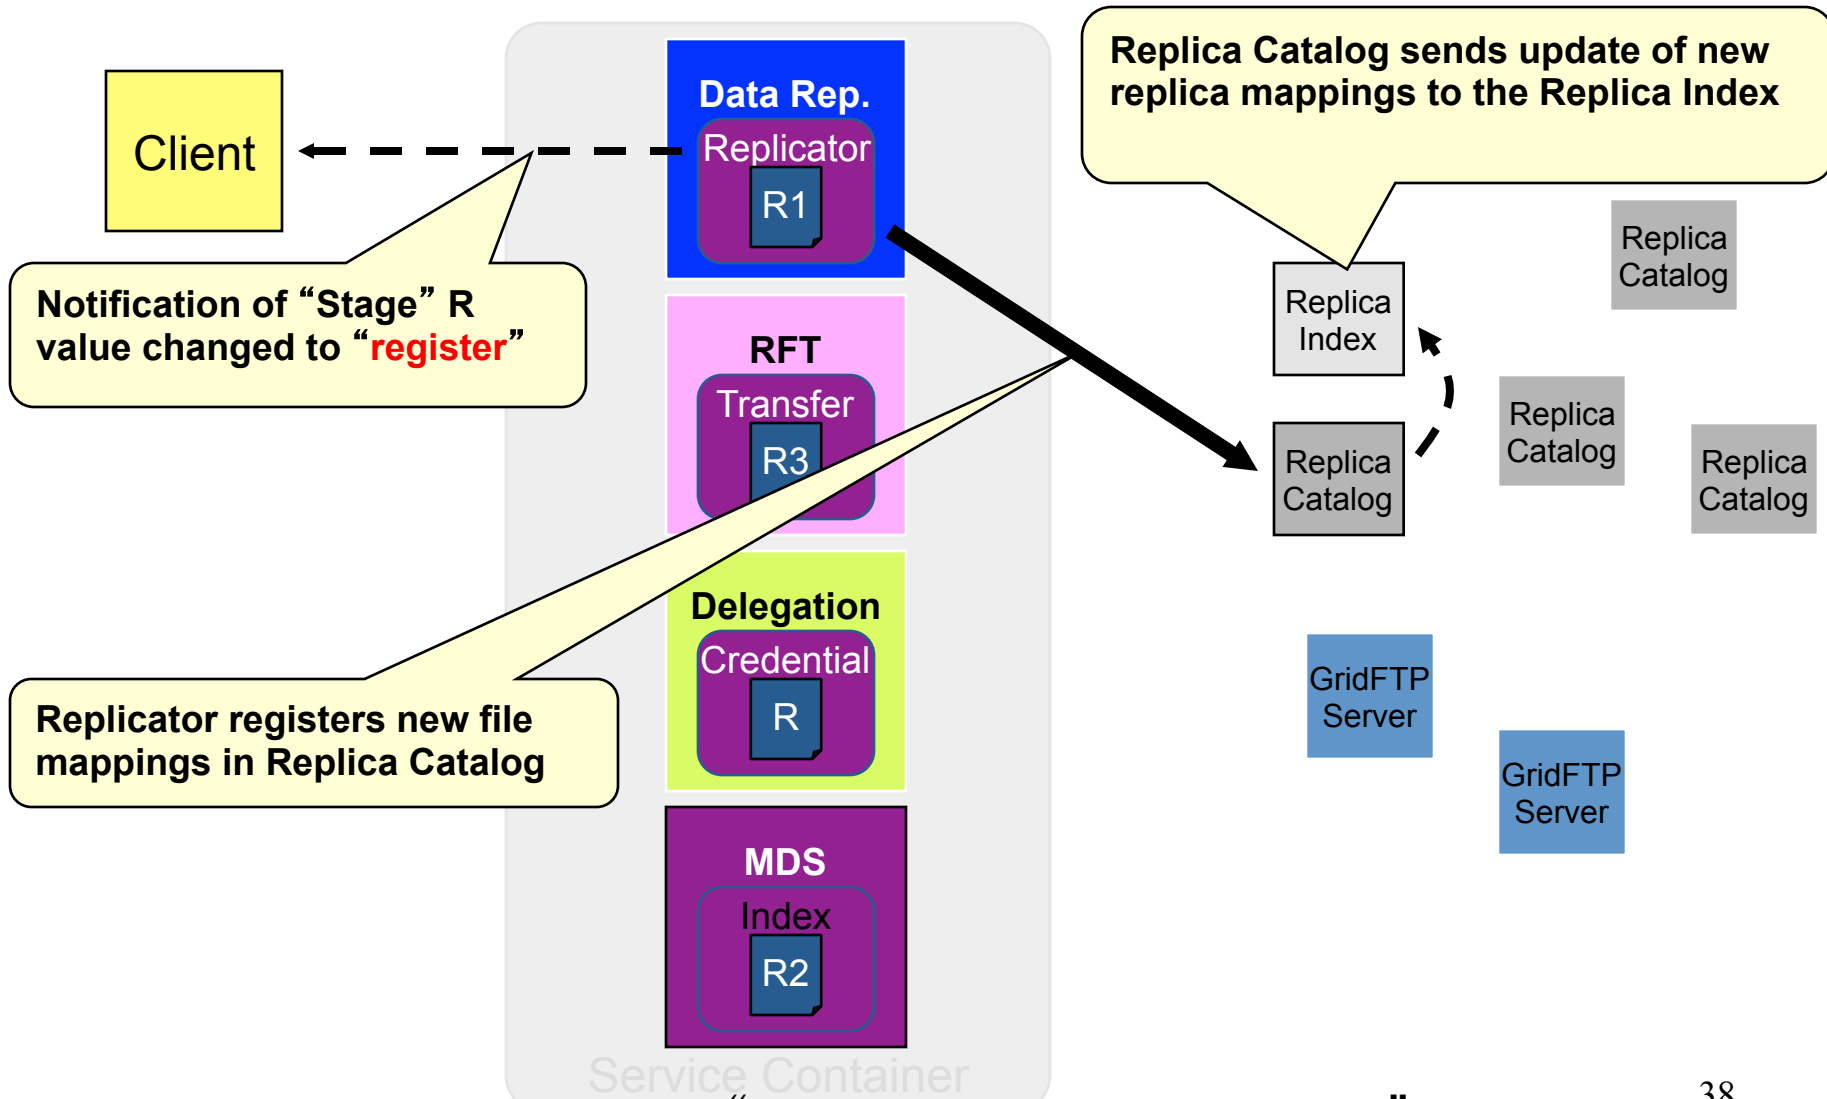 Replica Catalog sends update of new
replica mappings to the Replica Index
Client
Data Rep.
Replicator
R1
Notification of “Stage” R
value changed to “register”
Replica
Catalog
Replica
Index
RFT
Transfer
R3
Replica
Catalog
Replica
Catalog
Replica
Catalog
Delegation
Credential
R
GridFTP
Server
Replicator registers new file
mappings in Replica Catalog
GridFTP
Server
MDS
Index
R2
Service Container
38